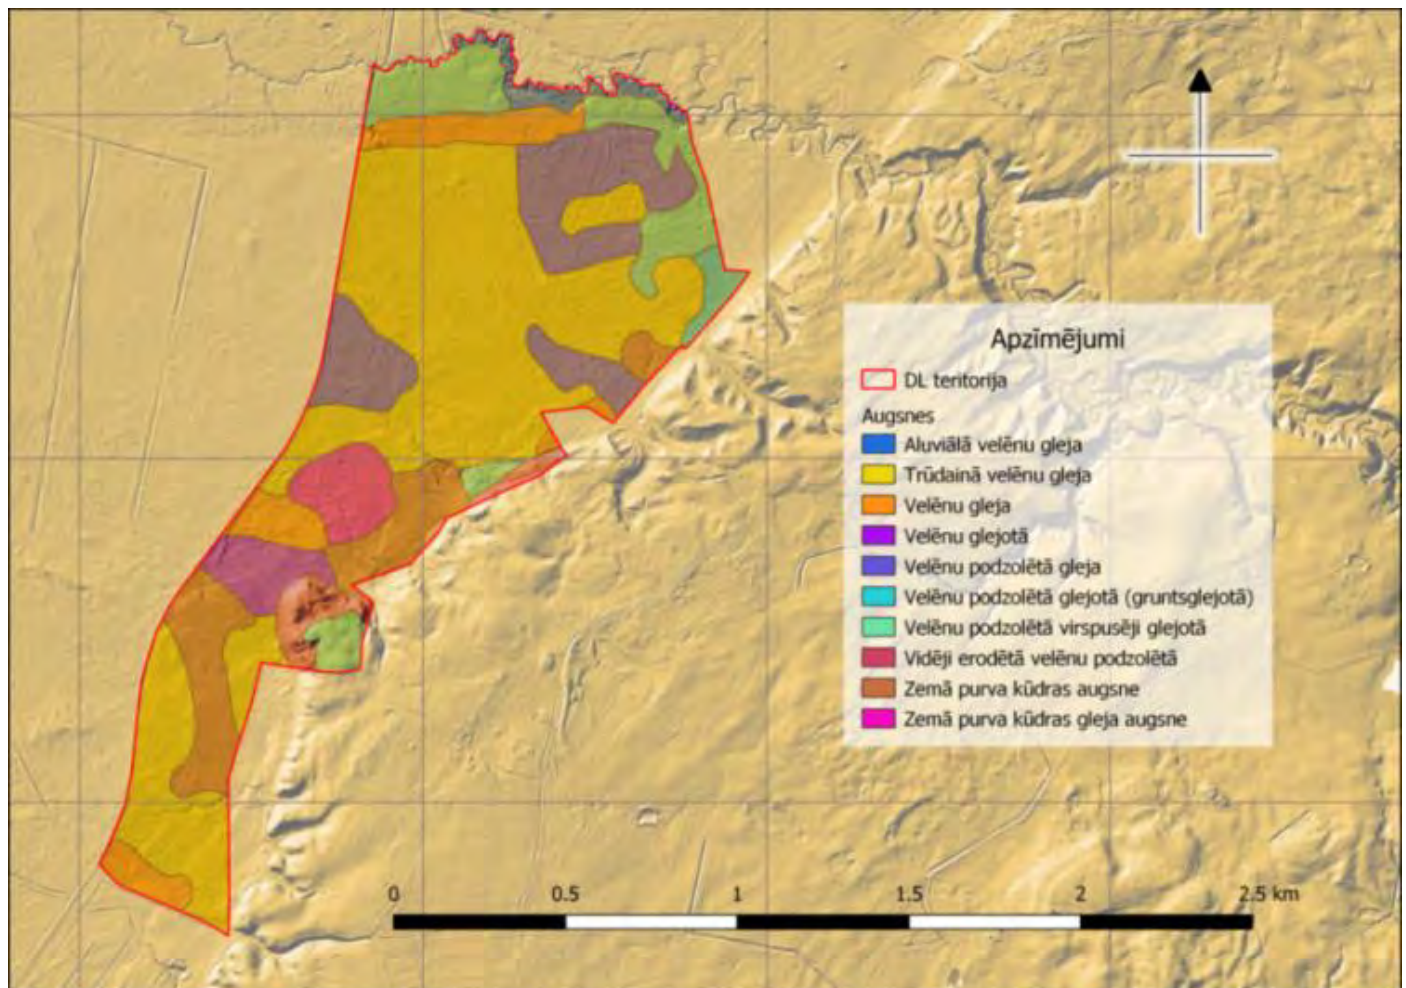 Apzīmējumi
DL teritorija
Augsnes
Aluviālā velēnu gleja
Trūdainā velēnu gleja
Velēnu gleja
Velēnu glejotā
Velēnu podzolētā gleja
Velēnu podzolētā glejotā (gruntsglejotā)
Velēnu podzolētā virspusēji glejotā
Vidēji erodētā velēnu podzolētā
Zemā purva kūdras augsne
Zemā purva kūdras gleja augsne
0 0.5 1 1.5 2 2.5 km